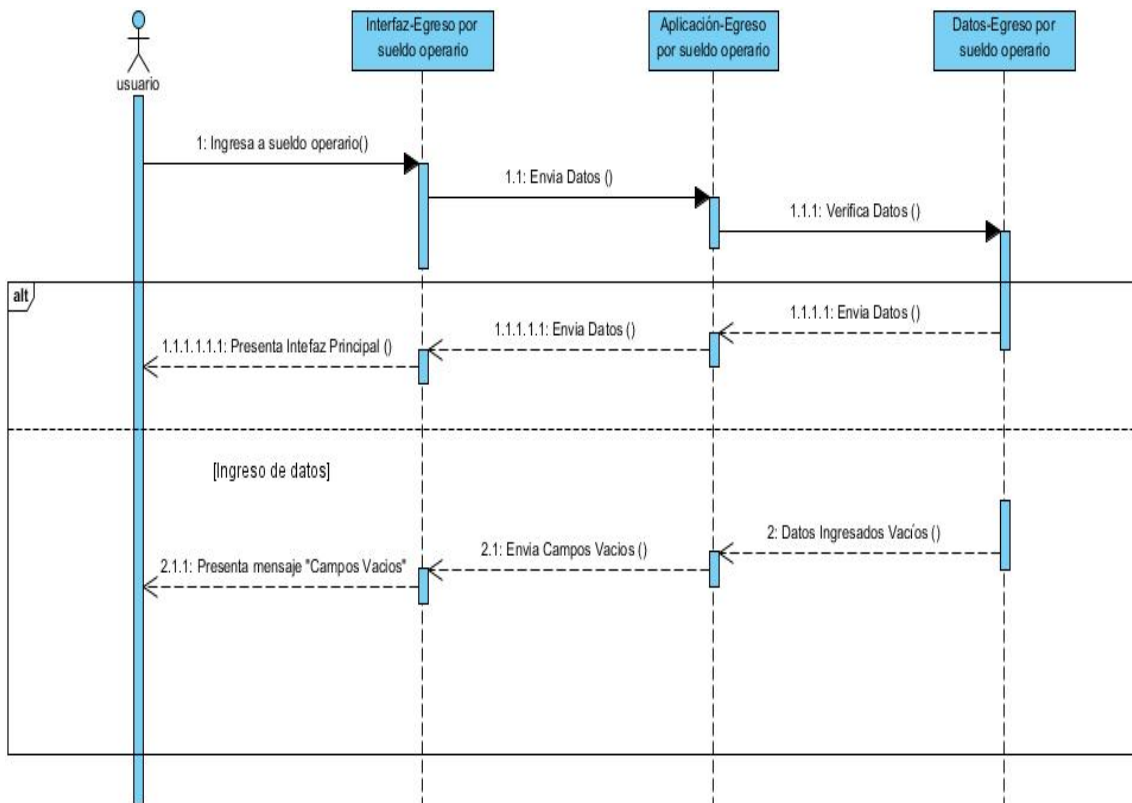 Interfaz-Egreso por
sueldo operario
Aplicación-Egreso
por sueldo operario
Datos-Egreso por
sueldo operario
usuario
1: Ingresa a sueldo operario()
1.1: Envia Datos ()
1.1.1: Verifica Datos ()
alt
1.1.1.1: Envia Datos ()
1.1.1.1.1: Envia Datos ()
1.1.1.1.1.1: Presenta Intefaz Principal ()
[Ingreso de datos]
2: Datos Ingresados Vacíos ()
2.1: Envia Campos Vacios ()
2.1.1: Presenta mensaje "Campos Vacios"